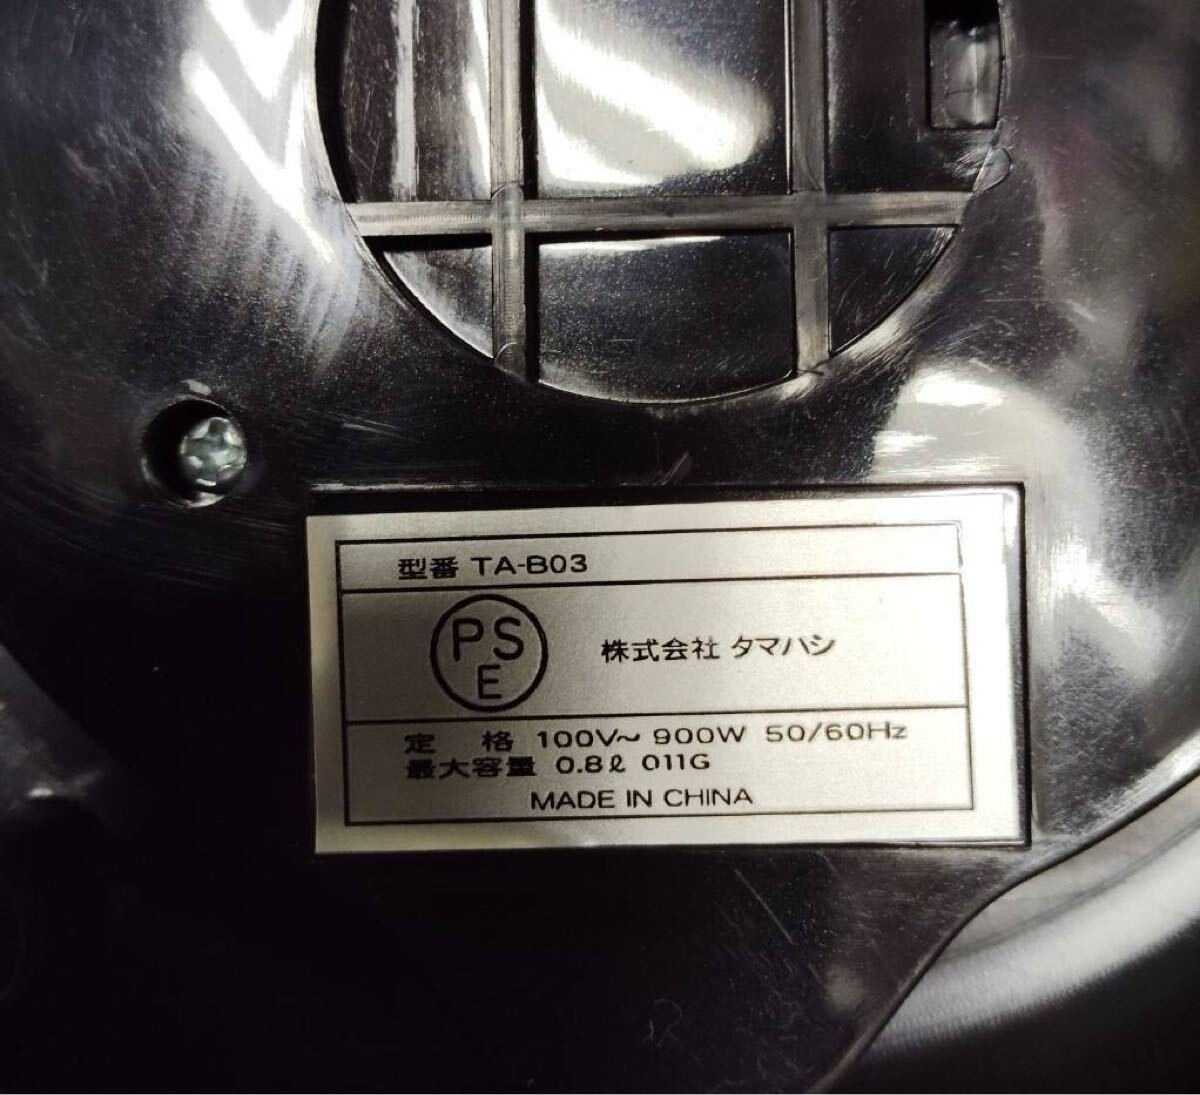 型番 TA-B03
PS
E
株式会社 タマハシ
定 格 100V～ 900W 50/60Hz
最大容量 0.8ℓ 011G
MADE IN CHINA